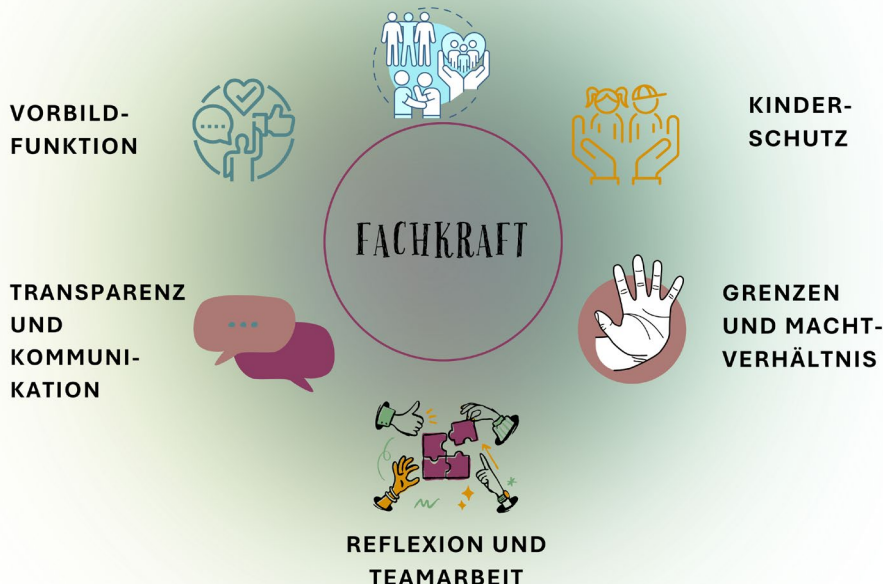 VORBILD-
FUNKTION
KINDER-
SCHUTZ
FACHKRAFT
TRANSPARENZ
UND
KOMMUNI-
KATION
GRENZEN
UND MACHT-
VERHÄLTNIS
REFLEXION UND
TEAMARBEIT